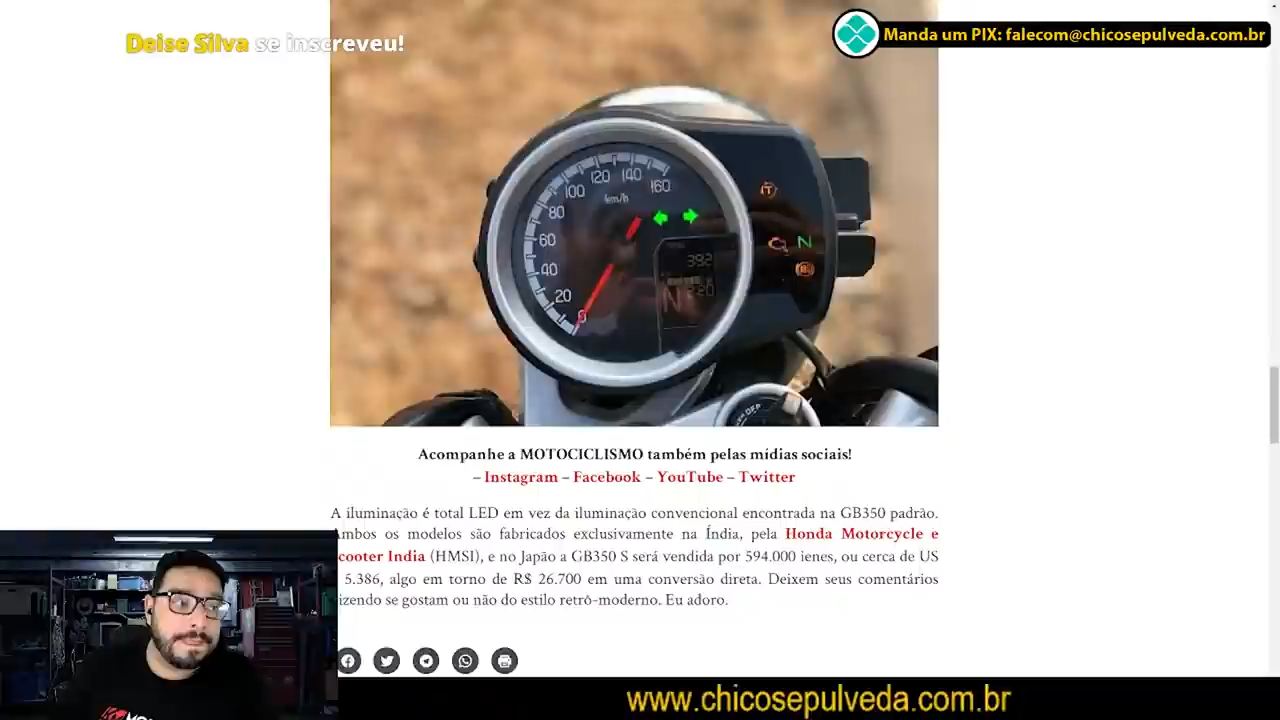 Deise Silva se inscreveu!
Manda um PIX: falecom@chicosepulveda.com.br
160
140
120
100
80
60
40
20
0
km/h
392
N
N
Acompanhe a MOTOCICLISMO também pelas mídias sociais!
– Instagram – Facebook – YouTube – Twitter
A iluminação é total LED em vez da iluminação convencional encontrada na GB350 padrão.
mbos os modelos são fabricados exclusivamente na Índia, pela Honda Motorcycle e
cooter India (HMSI), e no Japão a GB350 S será vendida por 594.000 ienes, ou cerca de US
5.386, algo em torno de R$ 26.700 em uma conversão direta. Deixem seus comentários
izendo se gostam ou não do estilo retrô-moderno. Eu adoro.
www.chicosepulveda.com.br